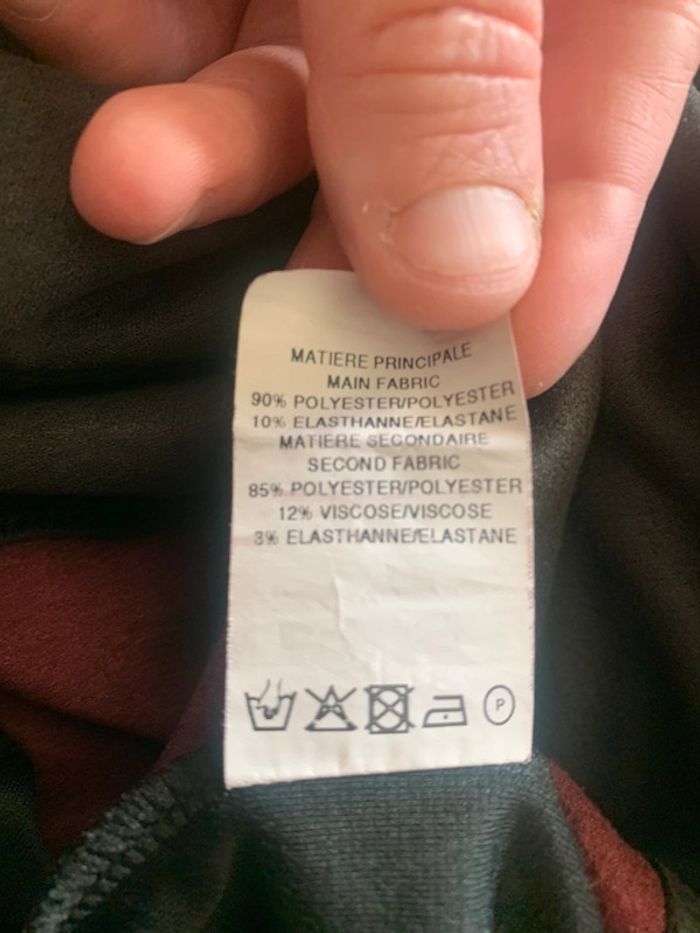 MATIERE PRINCIPALE
MAIN FABRIC
90% POLYESTER/POLYESTER
10% ELASTHANNE/ELASTANE
MATIERE SECONDAIRE
SECOND FABRIC
85% POLYESTER/POLYESTER
12% VISCOSE/VISCOSE
3% ELASTHANNE/ELASTANE
P